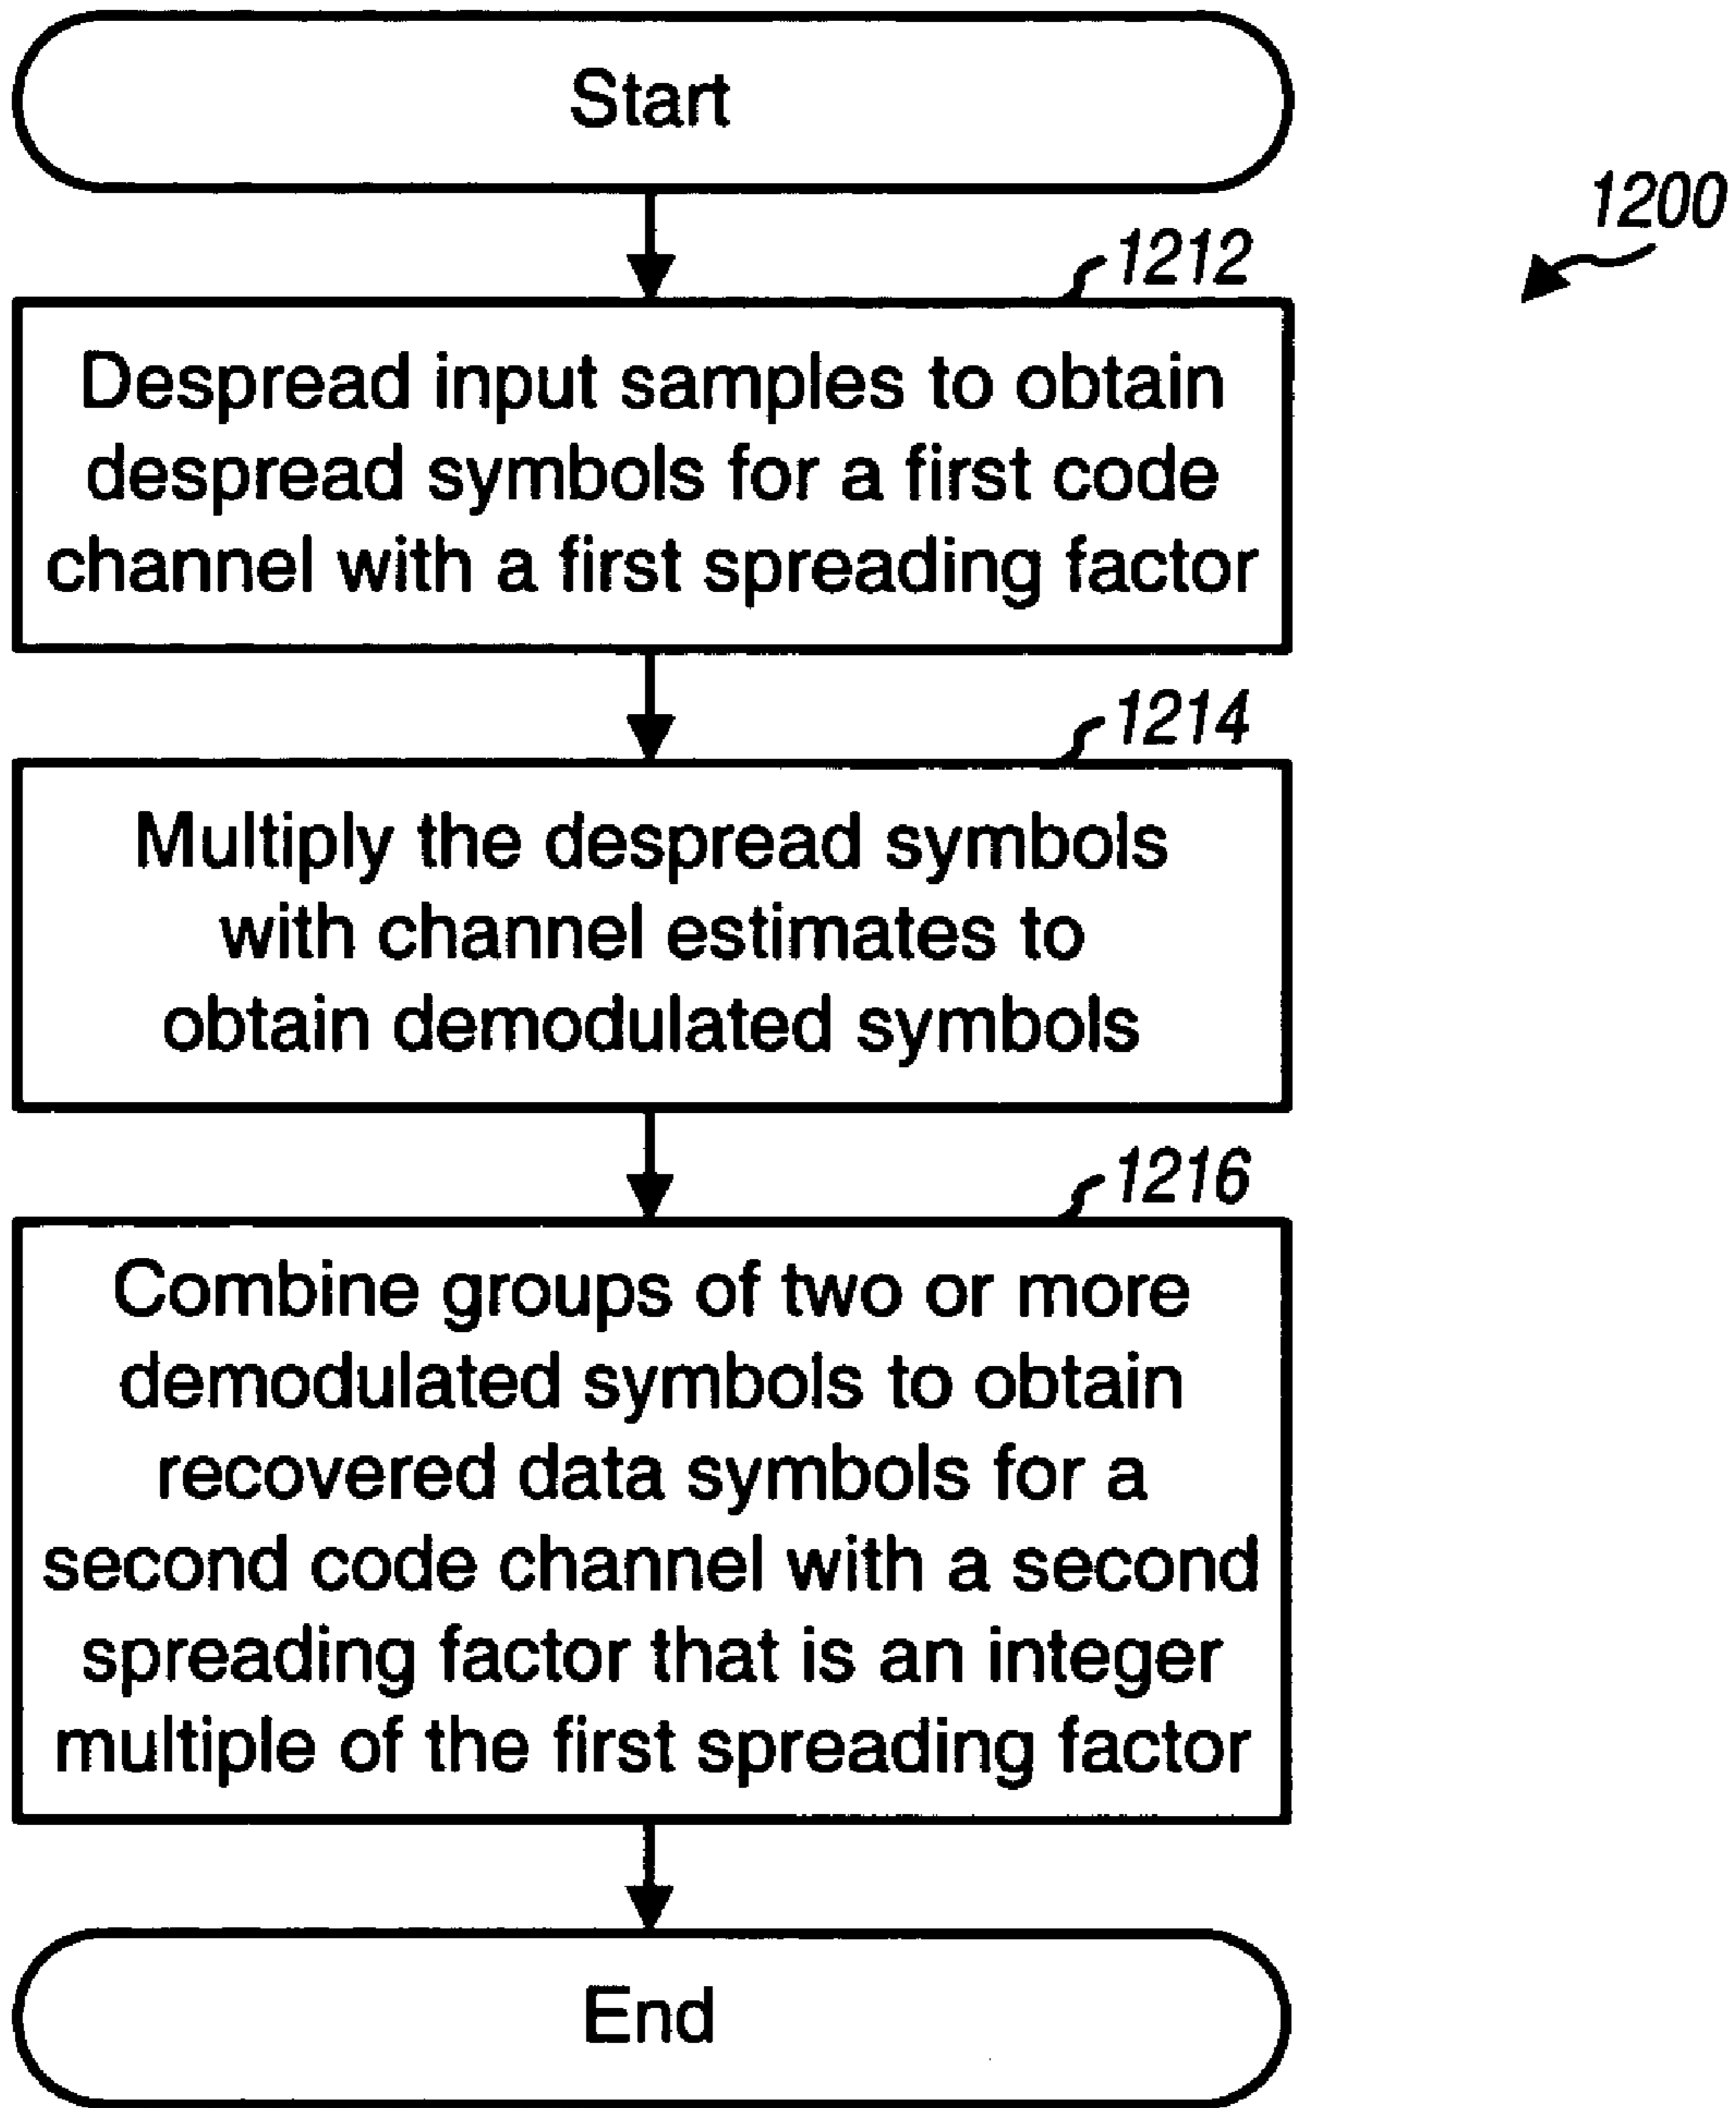 Start
1200
1212
Despread input samples to obtain
despread symbols for a first code
channel with a first spreading factor
1214
Multiply the despread symbols
with channel estimates to
obtain demodulated symbols
1216
Combine groups of two or more
demodulated symbols to obtain
recovered data symbols for a
second code channel with a second
spreading factor that is an integer
multiple of the first spreading factor
End